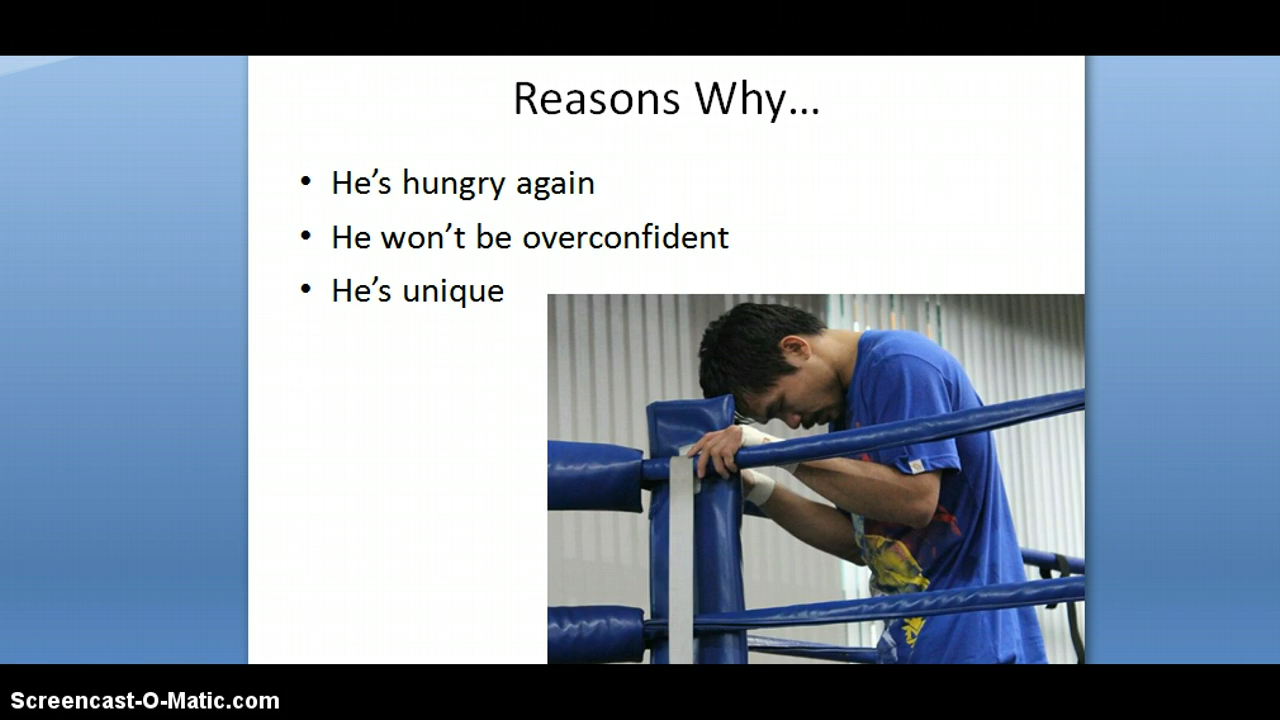 Reasons Why...
• He's hungry again
• He won't be overconfident
• He's unique
Screencast-O-Matic.com